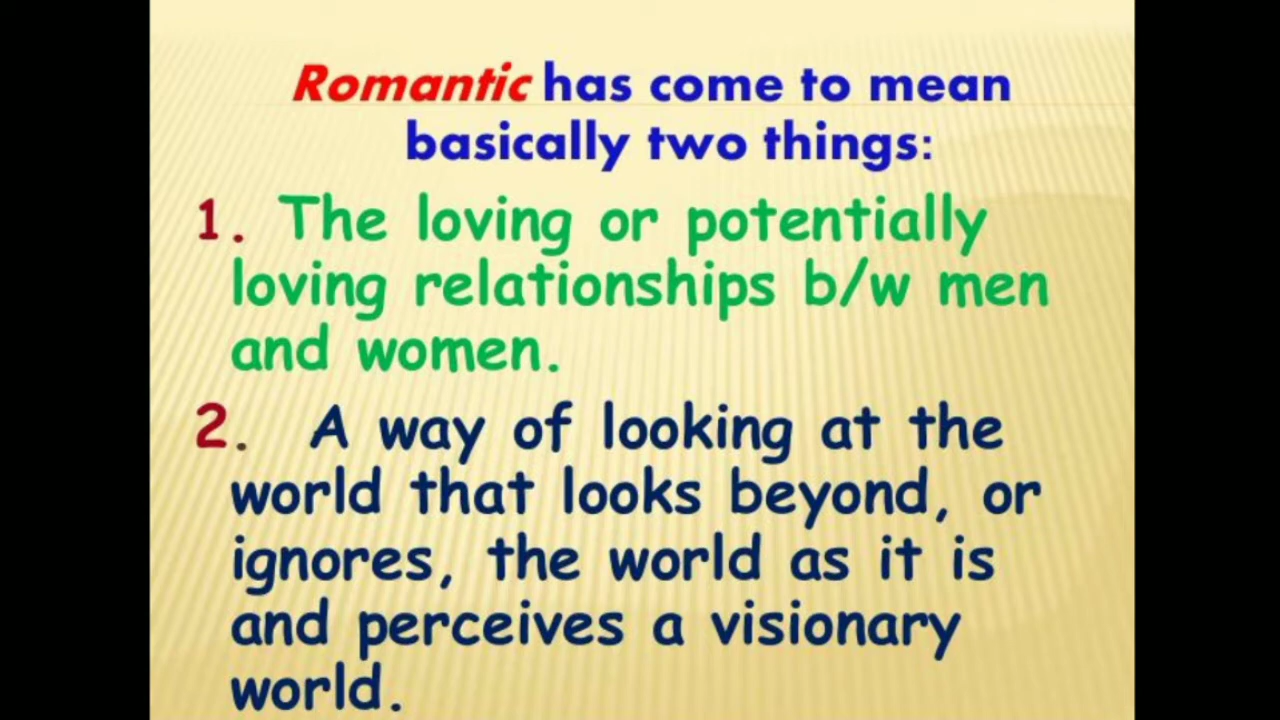 Romantic has come to mean
basically two things:
1. The loving or potentially
loving relationships b/w men
and women.
2. A way of looking at the
world that looks beyond, or
ignores, the world as it is
and perceives a visionary
world.